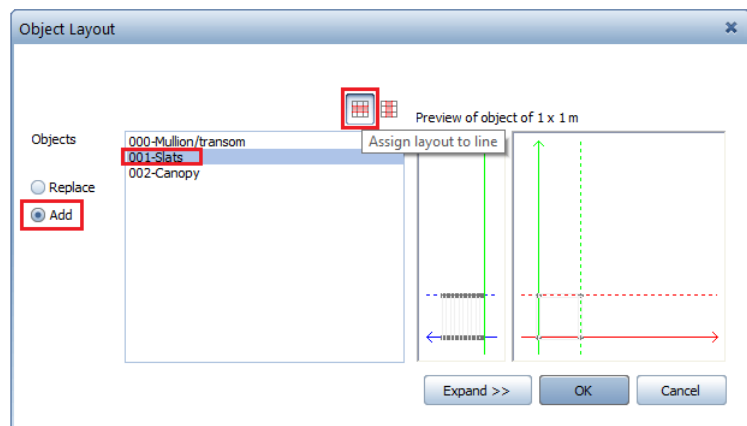 Object Layout
Preview of object of 1 x 1 m
Assign layout to line
Objects
000-Mullion/transom
001-Slats
002-Canopy
Replace
Add
Expand >>
OK
Cancel